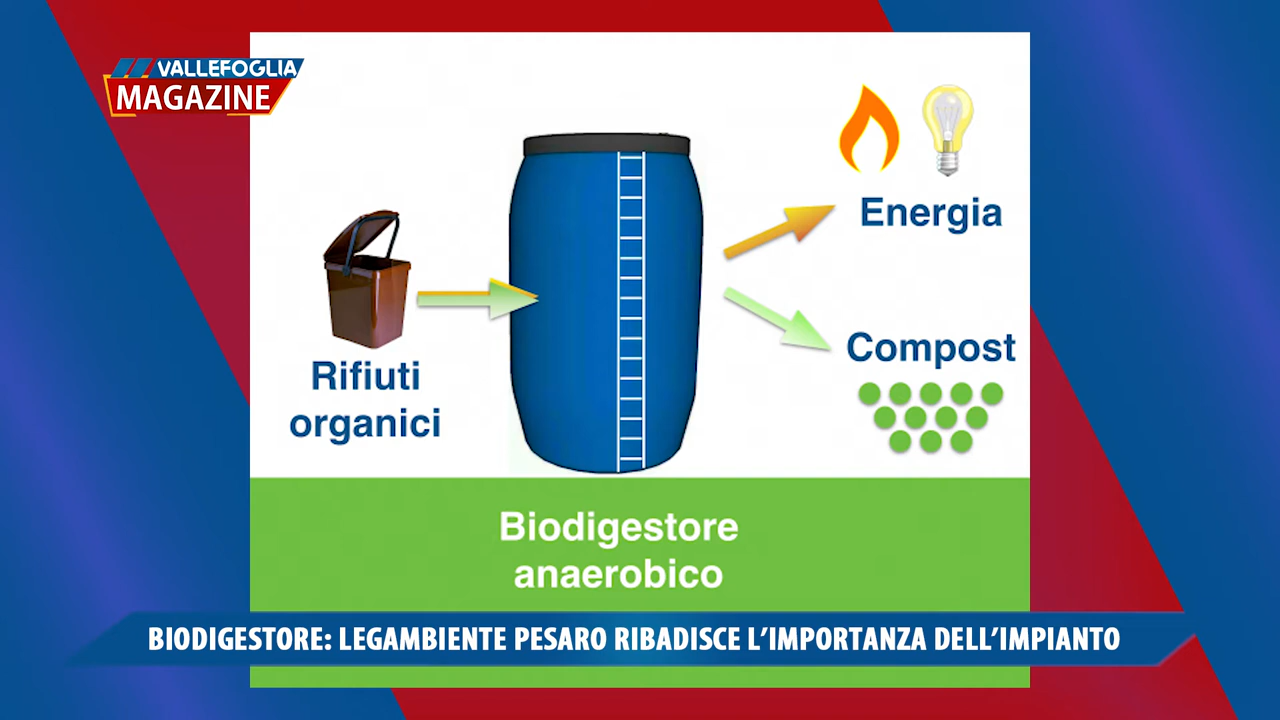 VALLEFOGLIA
MAGAZINE
Energia
Rifiuti
organici
Compost
Biodigestore
anaerobico
BIODIGESTORE: LEGAMBIENTE PESARO RIBADISCE L’IMPORTANZA DELL’IMPIANTO